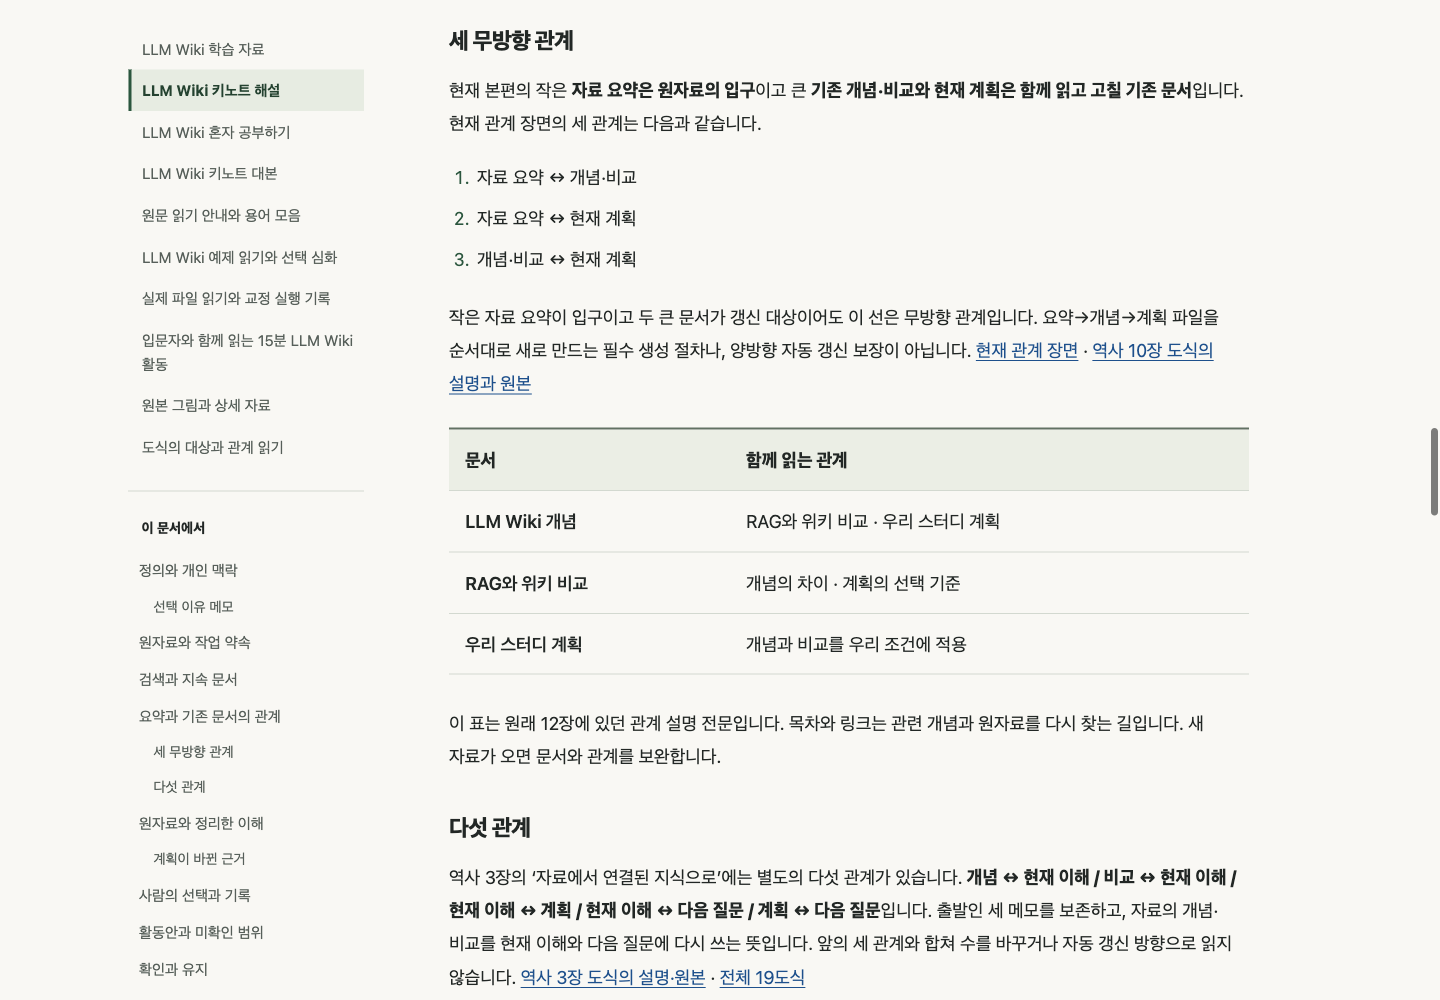 LLM Wiki 학습 자료
LLM Wiki 키노트 해설
LLM Wiki 혼자 공부하기
LLM Wiki 키노트 대본
원문 읽기 안내와 용어 모음
LLM Wiki 예제 읽기와 선택 심화
실제 파일 읽기와 교정 실행 기록
입문자와 함께 읽는 15분 LLM Wiki
활동
원본 그림과 상세 자료
도식의 대상과 관계 읽기
이 문서에서
정의와 개인 맥락
선택 이유 메모
원자료와 작업 약속
검색과 지속 문서
요약과 기존 문서의 관계
세 무방향 관계
다섯 관계
원자료와 정리한 이해
계획이 바뀐 근거
사람의 선택과 기록
활동안과 미확인 범위
확인과 유지
세 무방향 관계
현재 본편의 작은 자료 요약은 원자료의 입구이고 큰 기존 개념·비교와 현재 계획은 함께 읽고 고칠 기존 문서입니다.
현재 관계 장면의 세 관계는 다음과 같습니다.
1. 자료 요약 ↔ 개념·비교
2. 자료 요약 ↔ 현재 계획
3. 개념·비교 ↔ 현재 계획
작은 자료 요약이 입구이고 두 큰 문서가 갱신 대상이어도 이 선은 무방향 관계입니다. 요약→개념→계획 파일을
순서대로 새로 만드는 필수 생성 절차나, 양방향 자동 갱신 보장이 아닙니다. 현재 관계 장면 · 역사 10장 도식의
설명과 원본
문서 함께 읽는 관계
LLM Wiki 개념 RAG와 위키 비교 · 우리 스터디 계획
RAG와 위키 비교 개념의 차이 · 계획의 선택 기준
우리 스터디 계획 개념과 비교를 우리 조건에 적용
이 표는 원래 12장에 있던 관계 설명 전문입니다. 목차와 링크는 관련 개념과 원자료를 다시 찾는 길입니다. 새
자료가 오면 문서와 관계를 보완합니다.
다섯 관계
역사 3장의 ‘자료에서 연결된 지식으로’에는 별도의 다섯 관계가 있습니다. 개념 ↔ 현재 이해 / 비교 ↔ 현재 이해 /
현재 이해 ↔ 계획 / 현재 이해 ↔ 다음 질문 / 계획 ↔ 다음 질문입니다. 출발인 세 메모를 보존하고, 자료의 개념·
비교를 현재 이해와 다음 질문에 다시 쓰는 뜻입니다. 앞의 세 관계와 합쳐 수를 바꾸거나 자동 갱신 방향으로 읽지
않습니다. 역사 3장 도식의 설명·원본 · 전체 19도식